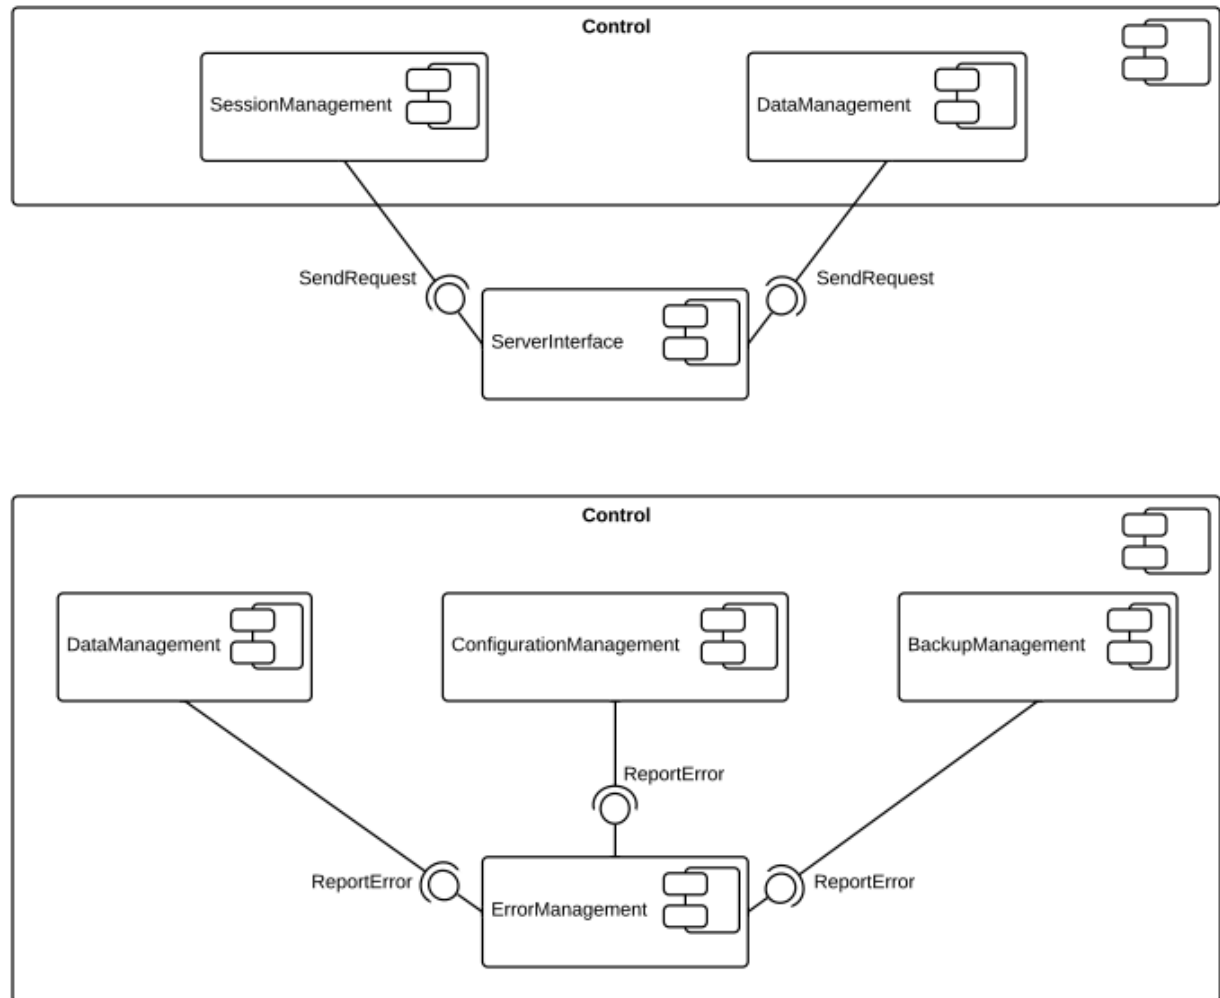 Control
SessionManagement
DataManagement
SendRequest
SendRequest
ServerInterface
Control
DataManagement
ConfigurationManagement
BackupManagement
ReportError
ReportError
ReportError
ErrorManagement